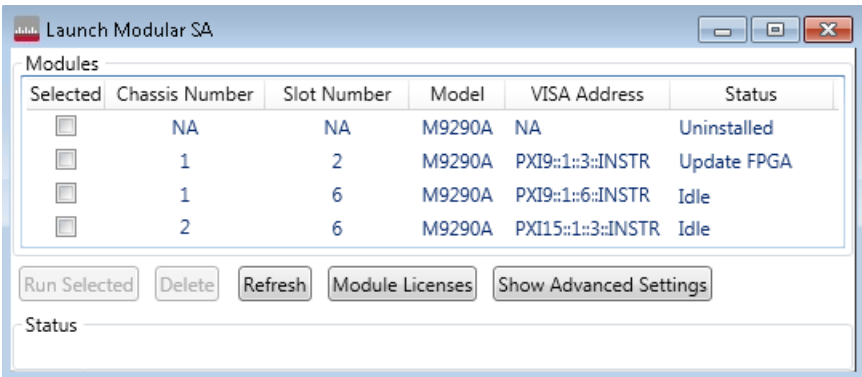 Launch Modular SA
Modules
Selected Chassis Number Slot Number Model VISA Address Status
NA NA M9290A NA Uninstalled
1 2 M9290A PXI9::1::3::INSTR Update FPGA
1 6 M9290A PXI9::1::6::INSTR Idle
2 6 M9290A PXI15::1::3::INSTR Idle
Run Selected Delete Refresh Module Licenses Show Advanced Settings
Status